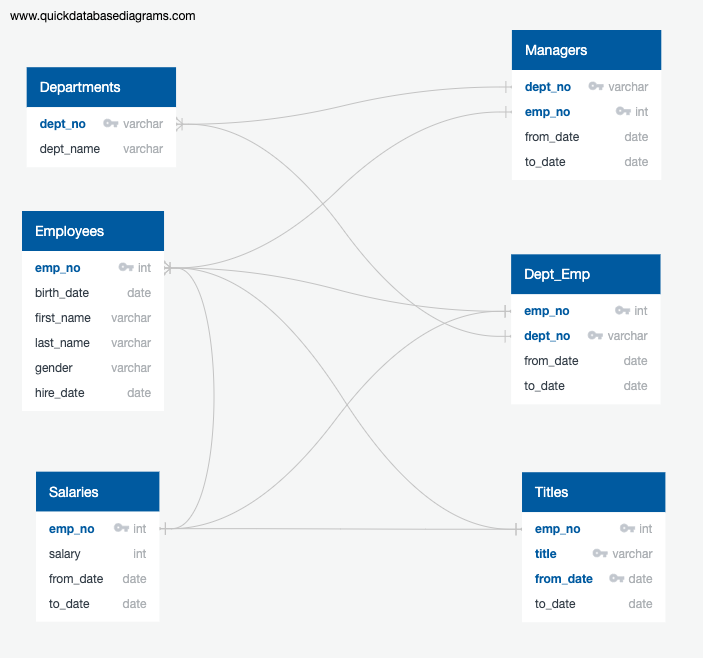 www.quickdatabasediagrams.com
Departments
dept_no varchar
dept_name varchar
Employees
emp_no int
birth_date date
first_name varchar
last_name varchar
gender varchar
hire_date date
Salaries
emp_no int
salary int
from_date date
to_date date
Managers
dept_no varchar
emp_no int
from_date date
to_date date
Dept_Emp
emp_no int
dept_no varchar
from_date date
to_date date
Titles
emp_no int
title varchar
from_date date
to_date date